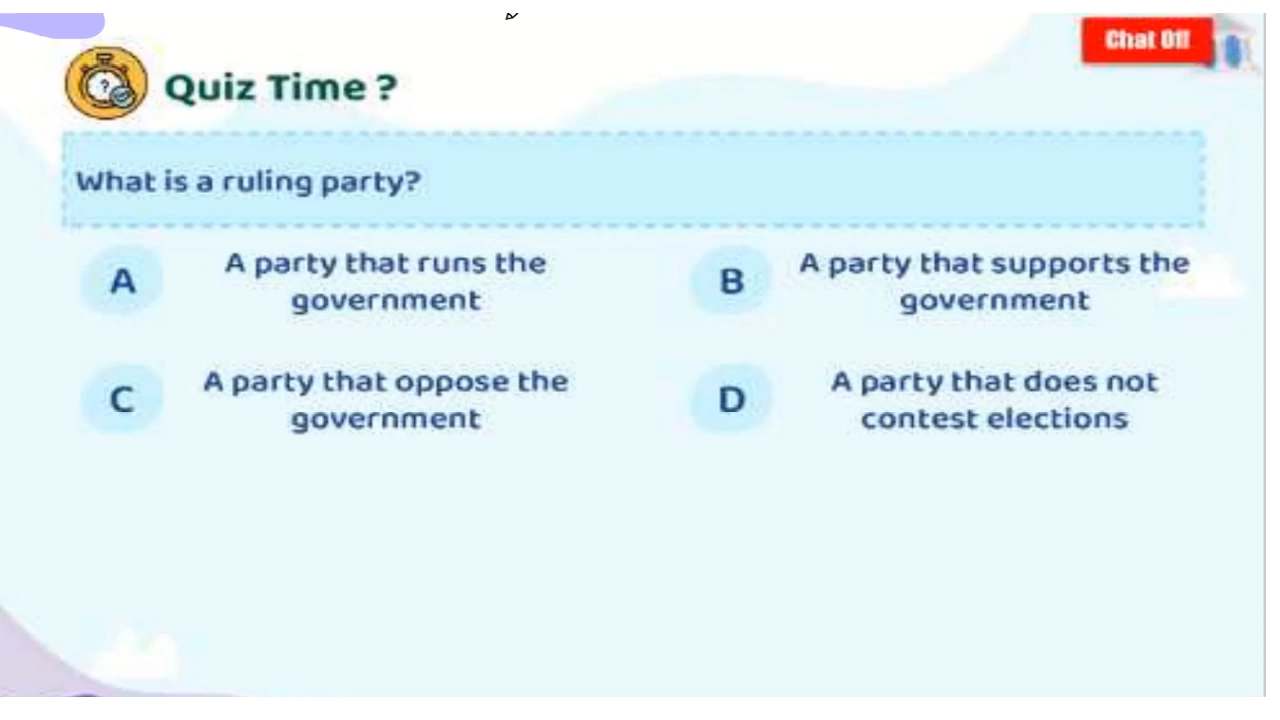 Chat Off
Quiz Time ?
What is a ruling party?
A
A party that runs the
government
B
A party that supports the
government
C
A party that oppose the
government
D
A party that does not
contest elections